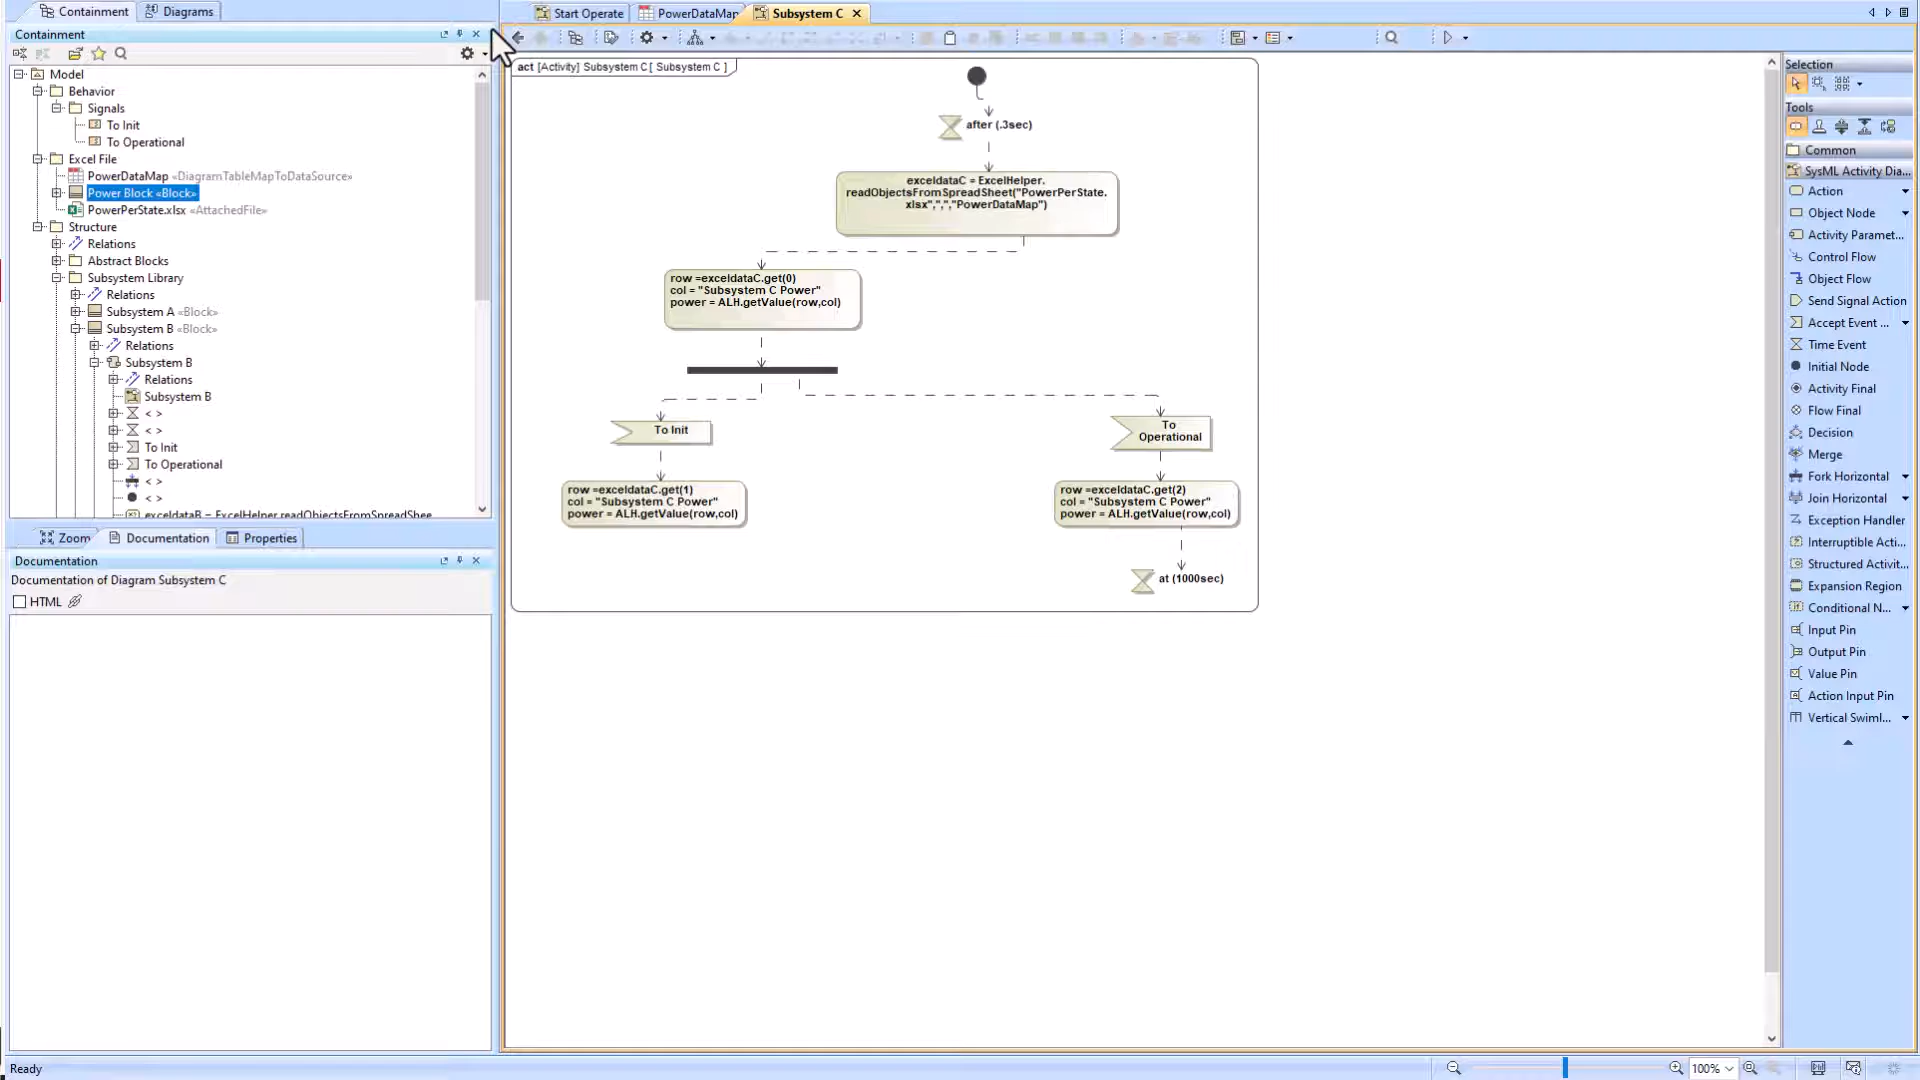 Containment
Diagrams
Start Operate
PowerDataMap
Subsystem C
Containment
Model
Behavior
Signals
To Init
To Operational
Excel File
PowerDataMap «DiagramTableMapToDataSource»
Power Block «Block»
PowerPerState.xlsx «AttachedFile»
Structure
Relations
Abstract Blocks
Subsystem Library
Relations
Subsystem A «Block»
Subsystem B «Block»
Relations
Subsystem B
Relations
Subsystem B
< >
< >
To Init
To Operational
< >
< >
exceldataB = ExcelHelper.readObjectsFromSpreadShee
Zoom
Documentation
Properties
Documentation
Documentation of Diagram Subsystem C
HTML
act [Activity] Subsystem C [ Subsystem C ]
after (.3sec)
exceldataC = ExcelHelper.
readObjectsFromSpreadSheet("PowerPerState.
xlsx",",","PowerDataMap")
row =exceldataC.get(0)
col = "Subsystem C Power"
power = ALH.getValue(row,col)
To Init
To
Operational
row =exceldataC.get(1)
col = "Subsystem C Power"
power = ALH.getValue(row,col)
row =exceldataC.get(2)
col = "Subsystem C Power"
power = ALH.getValue(row,col)
at (1000sec)
Selection
Tools
Common
SysML Activity Dia...
Action
Object Node
Activity Paramet...
Control Flow
Object Flow
Send Signal Action
Accept Event ...
Time Event
Initial Node
Activity Final
Flow Final
Decision
Merge
Fork Horizontal
Join Horizontal
Exception Handler
Interruptible Acti...
Structured Activit...
Expansion Region
Conditional N...
Input Pin
Output Pin
Value Pin
Action Input Pin
Vertical Swiml...
Ready
100%